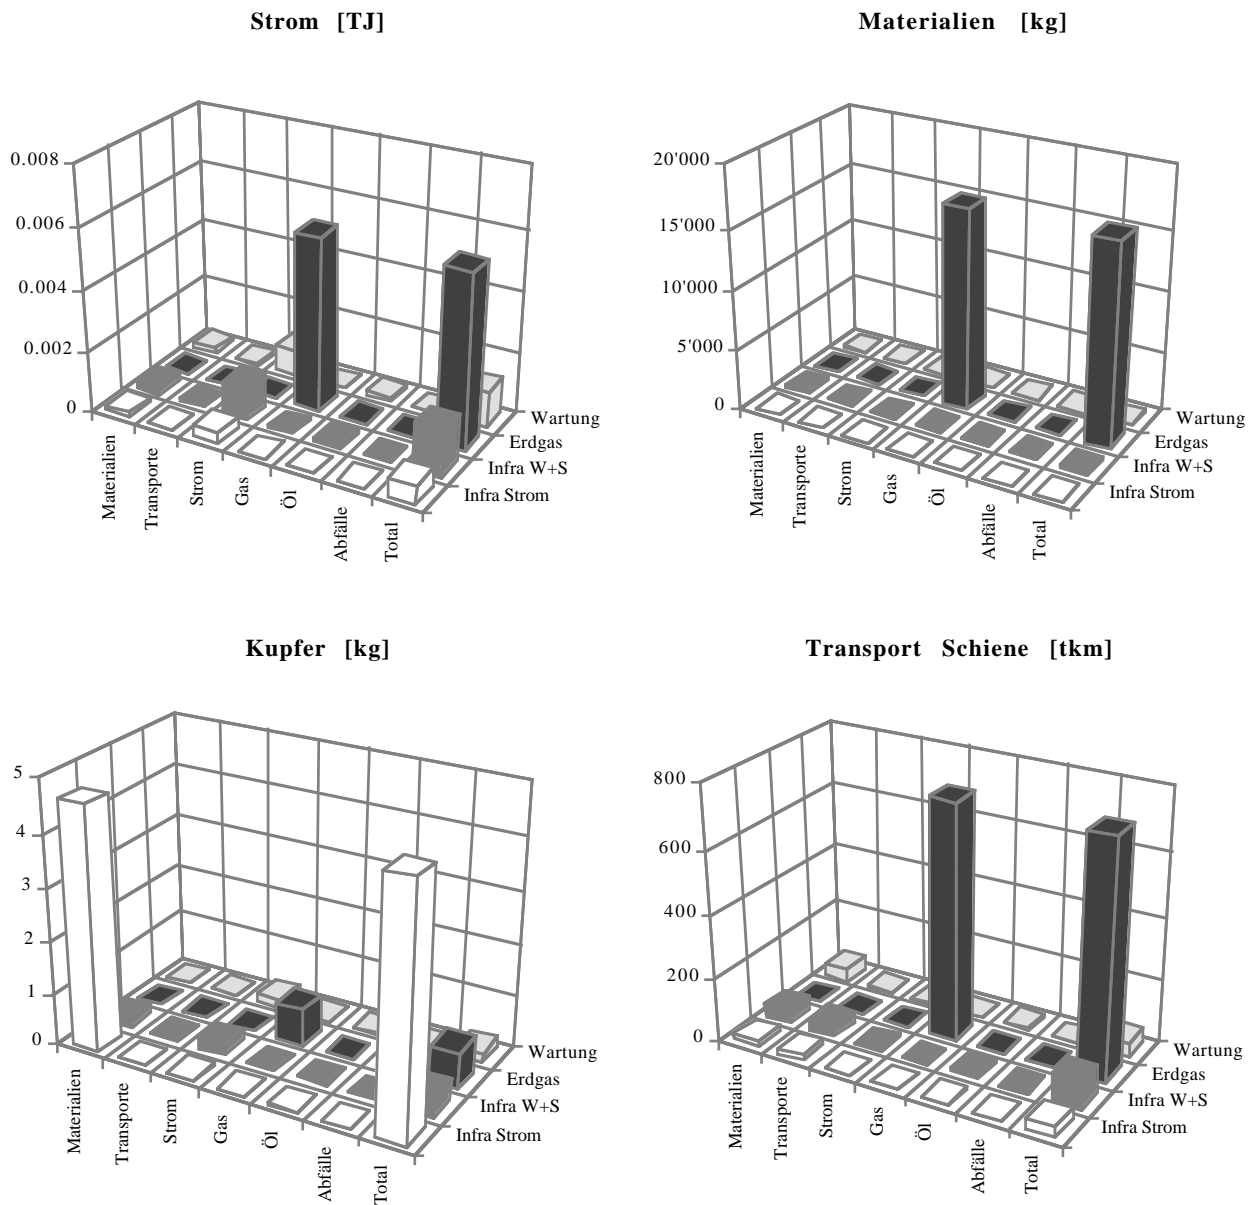 Strom [TJ]
0.008
0.006
0.004
0.002
0
Materialien
Transporte
Strom
Gas
Öl
Abfälle
Total
Wartung
Erdgas
Infra W+S
Infra Strom
Materialien [kg]
20'000
15'000
10'000
5'000
0
Materialien
Transporte
Strom
Gas
Öl
Abfälle
Total
Wartung
Erdgas
Infra W+S
Infra Strom
Kupfer [kg]
5
4
3
2
1
0
Materialien
Transporte
Strom
Gas
Öl
Abfälle
Total
Wartung
Erdgas
Infra W+S
Infra Strom
Transport Schiene [tkm]
800
600
400
200
0
Materialien
Transporte
Strom
Gas
Öl
Abfälle
Total
Wartung
Erdgas
Infra W+S
Infra Strom